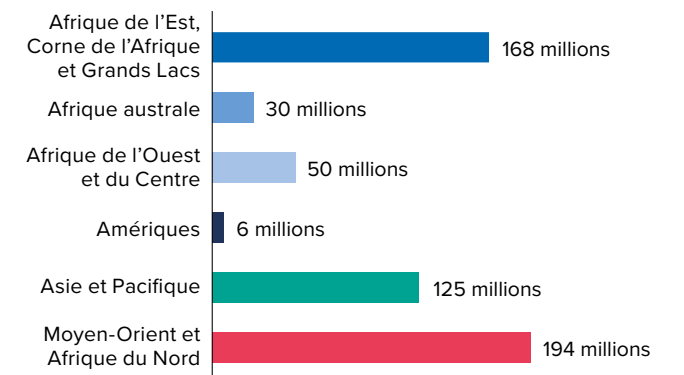 Afrique de l’Est,
Corne de l’Afrique
et Grands Lacs
168 millions
Afrique australe
30 millions
Afrique de l’Ouest
et du Centre
50 millions
Amériques
6 millions
Asie et Pacifique
125 millions
Moyen-Orient et
Afrique du Nord
194 millions